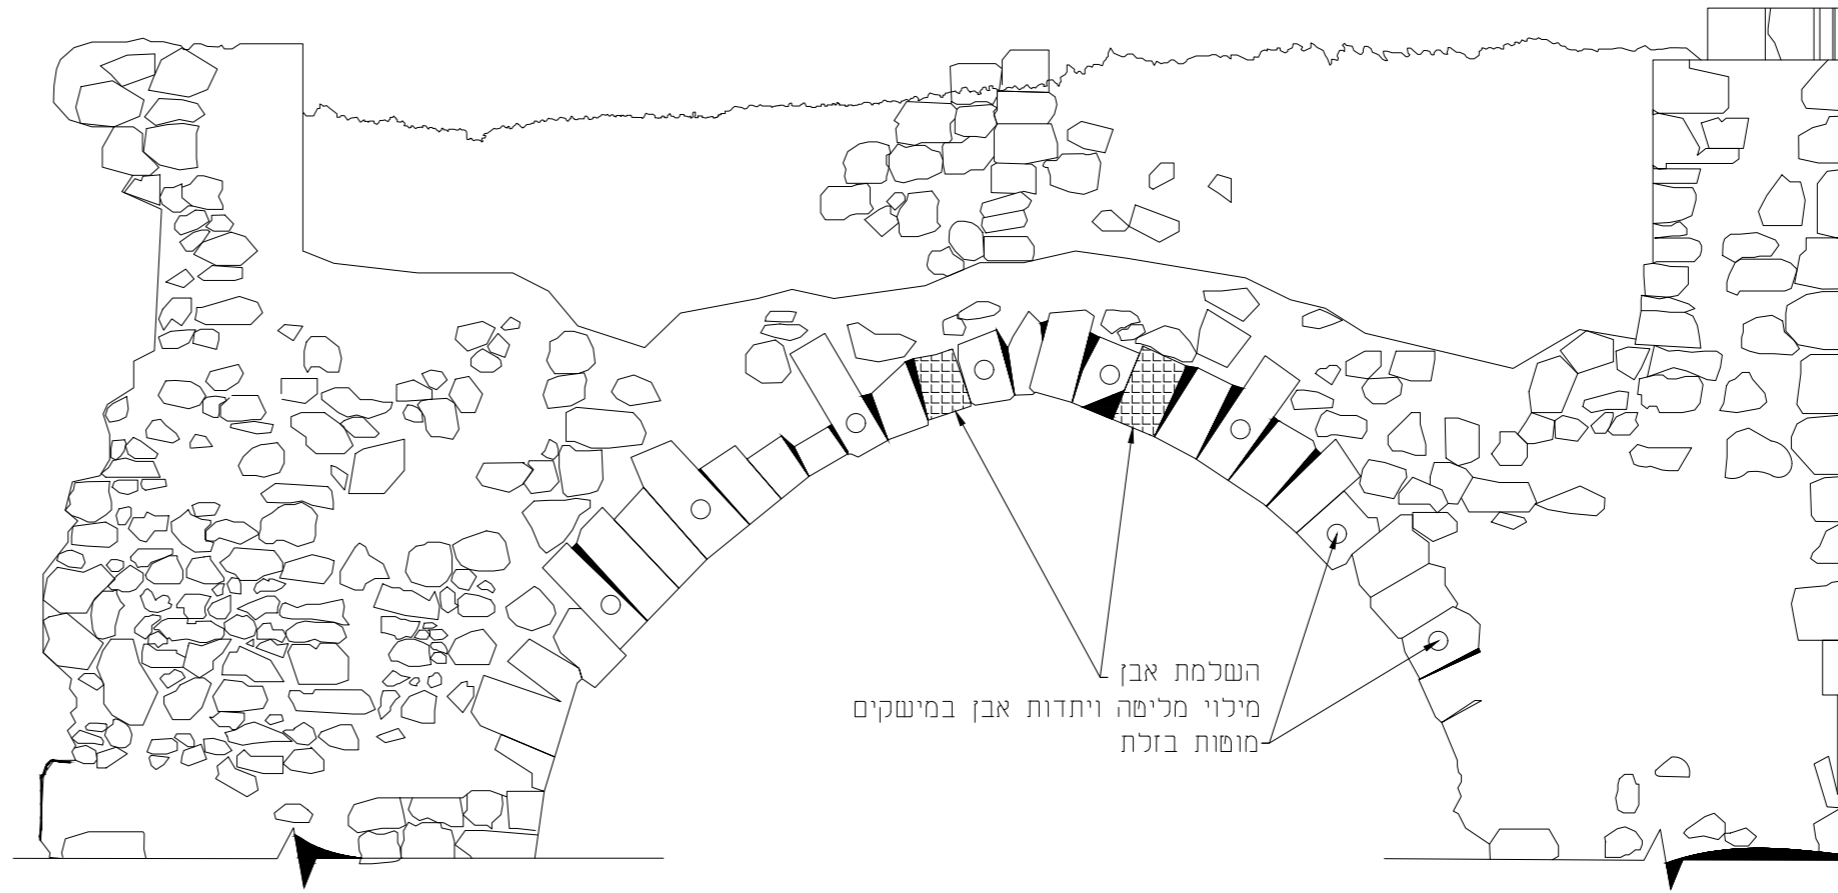 השלמת אבן
מילוי מליטה ויתדות אבן במישקים
מוטות בזלת